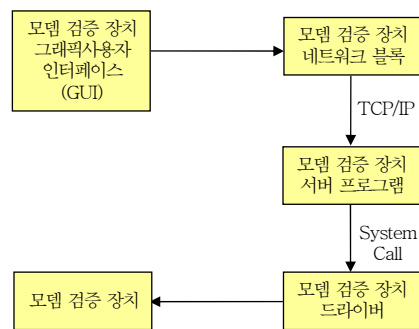 모뎀 검증 장치
그래픽사용자
인터페이스
(GUI)
모뎀 검증 장치
네트워크 블록
TCP/IP
모뎀 검증 장치
서버 프로그램
System
Call
모뎀 검증 장치
드라이버
모뎀 검증 장치